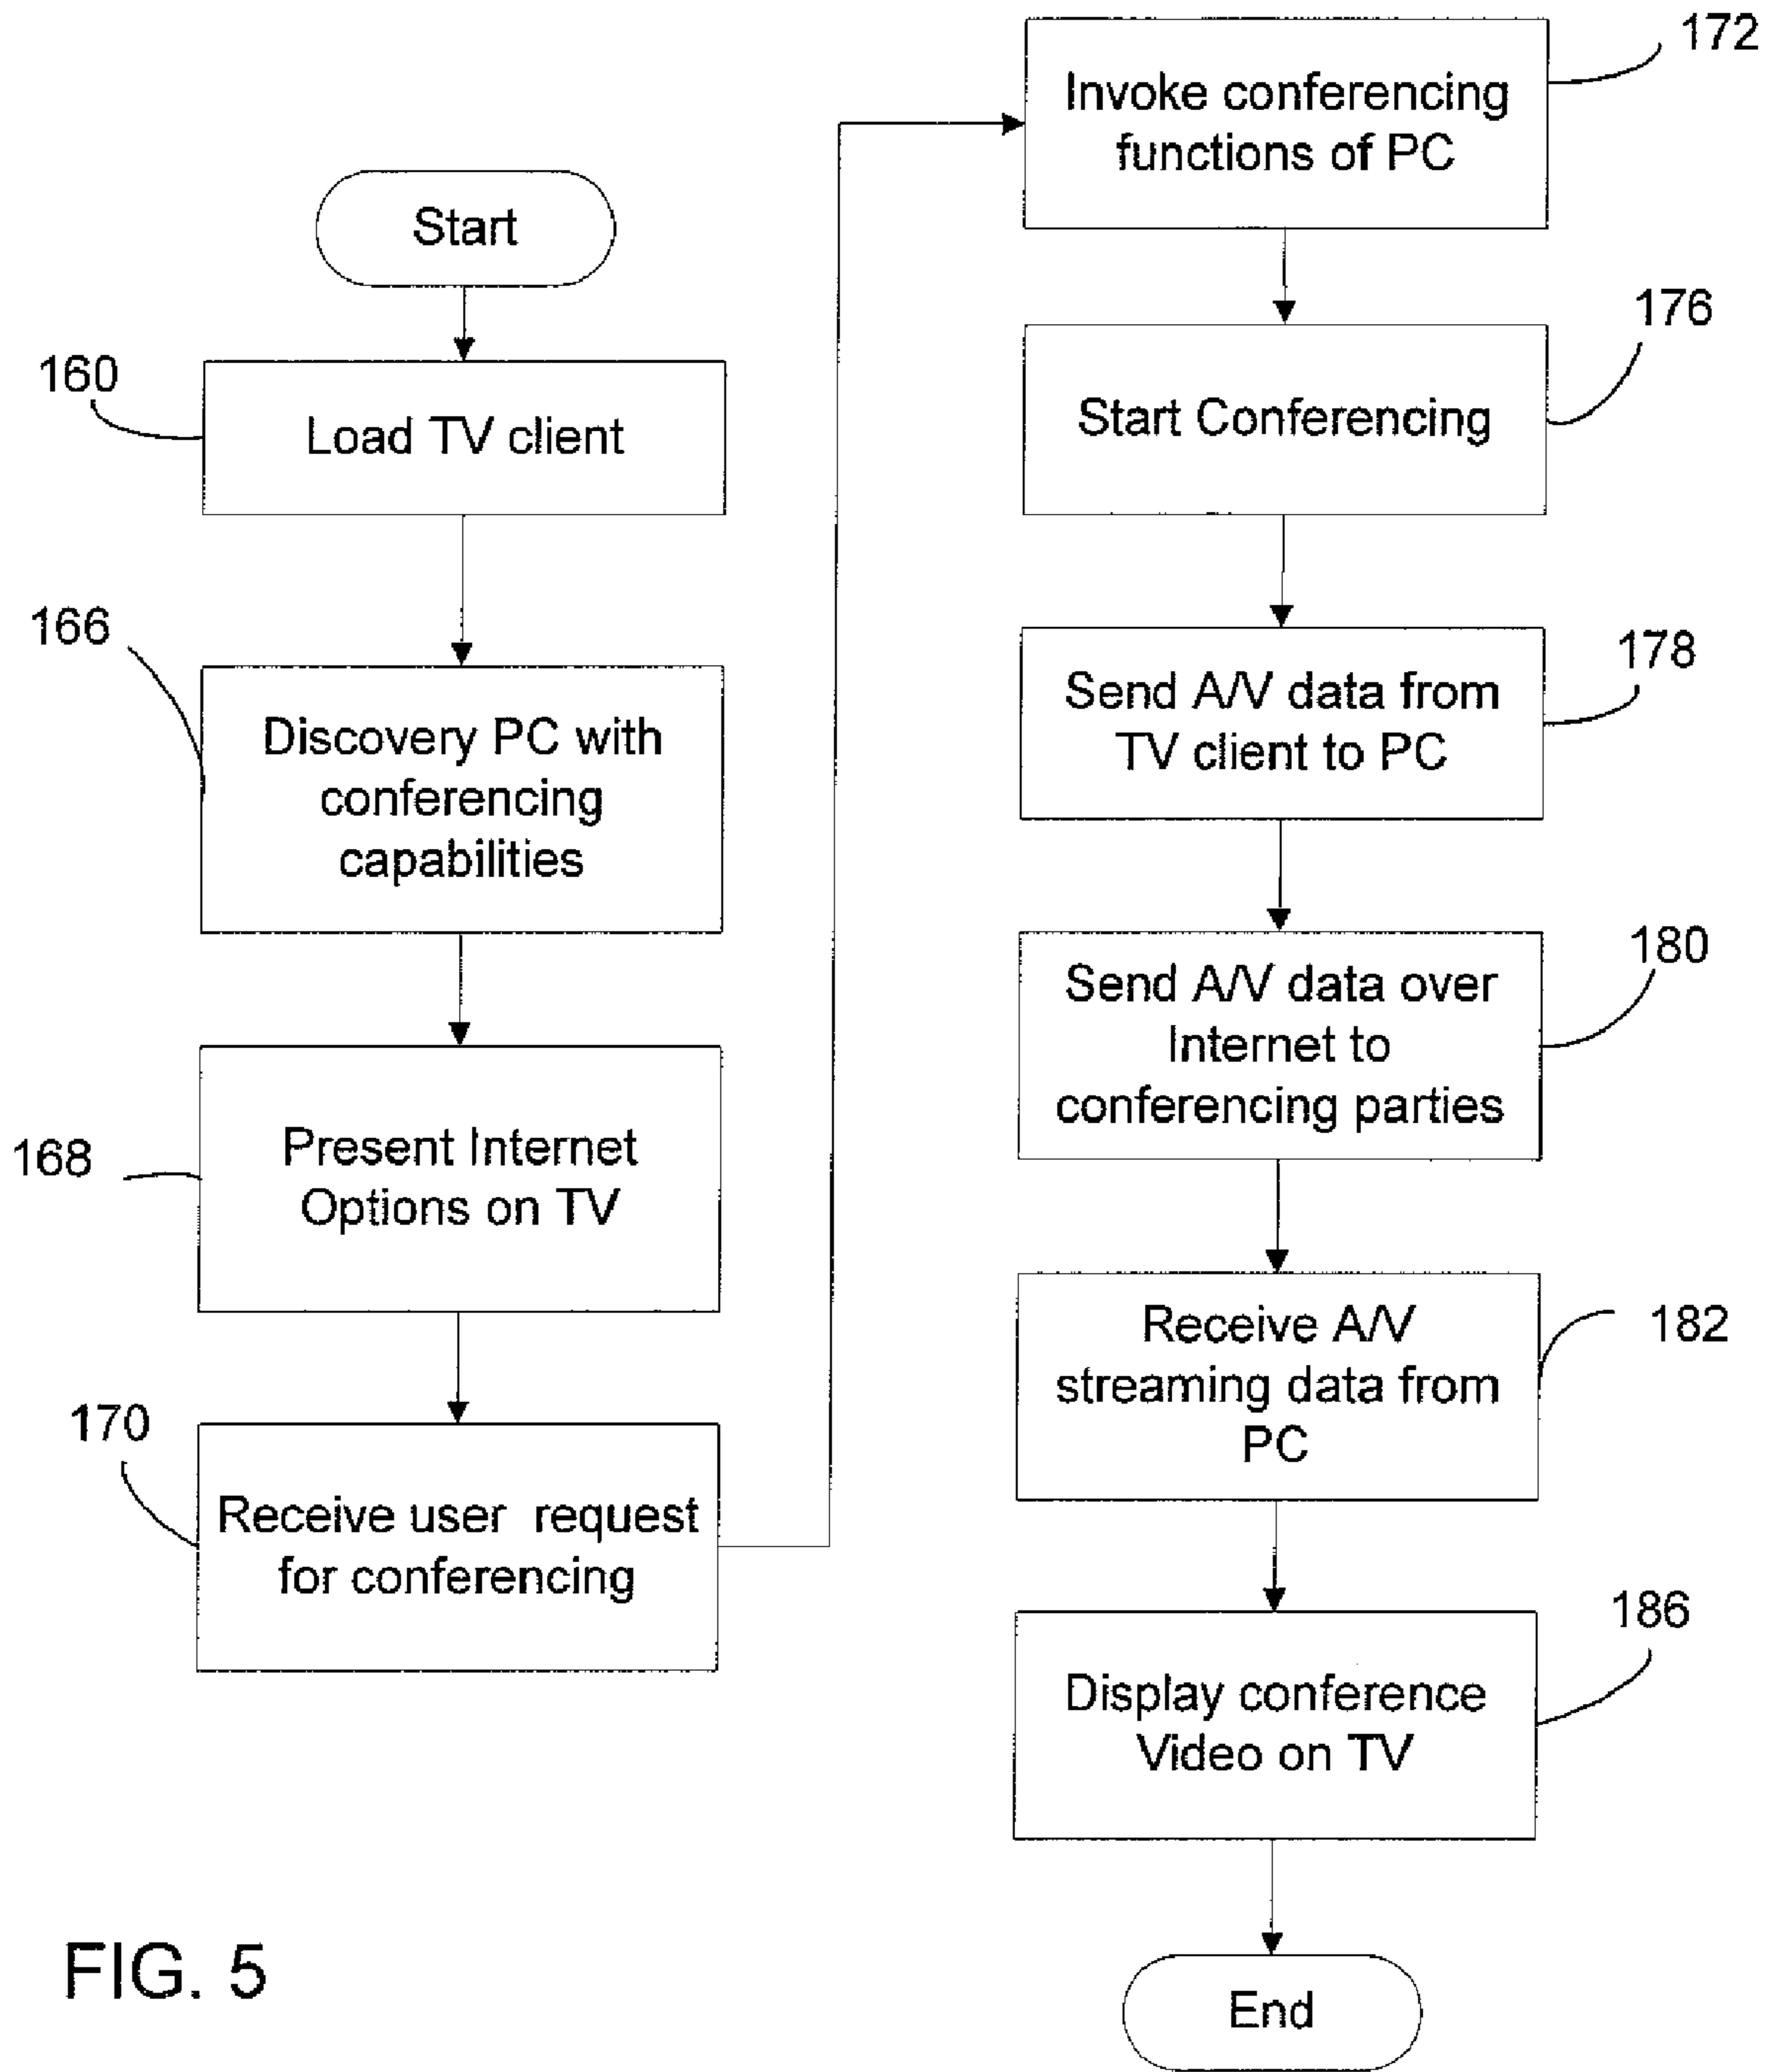 Start
160
Load TV client
166
Discovery PC with
conferencing
capabilities
168
Present Internet
Options on TV
170
Receive user request
for conferencing
172
Invoke conferencing
functions of PC
176
Start Conferencing
178
Send A/V data from
TV client to PC
180
Send A/V data over
Internet to
conferencing parties
182
Receive A/V
streaming data from
PC
186
Display conference
Video on TV
End
FIG. 5